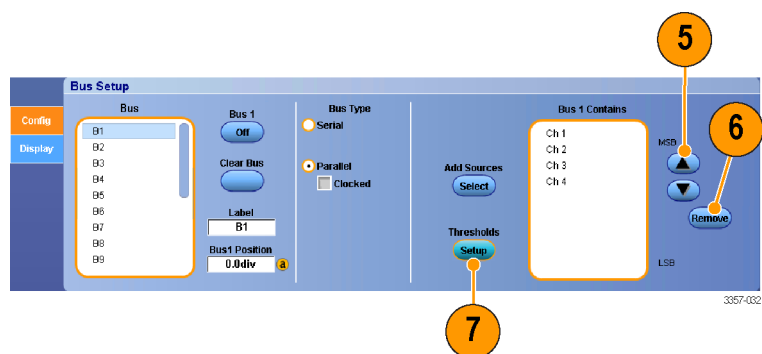 5
Bus Setup
Config
Display
Bus
B1
B2
B3
B4
B5
B6
B7
B8
B9
Bus 1
Off
Clear Bus
Label
B1
Bus1 Position
0.0div
a
Bus Type
Serial
Parallel
Clocked
Add Sources
Select
Thresholds
Setup
7
Bus 1 Contains
Ch 1
Ch 2
Ch 3
Ch 4
MSB
LSB
6
Remove
3357-032